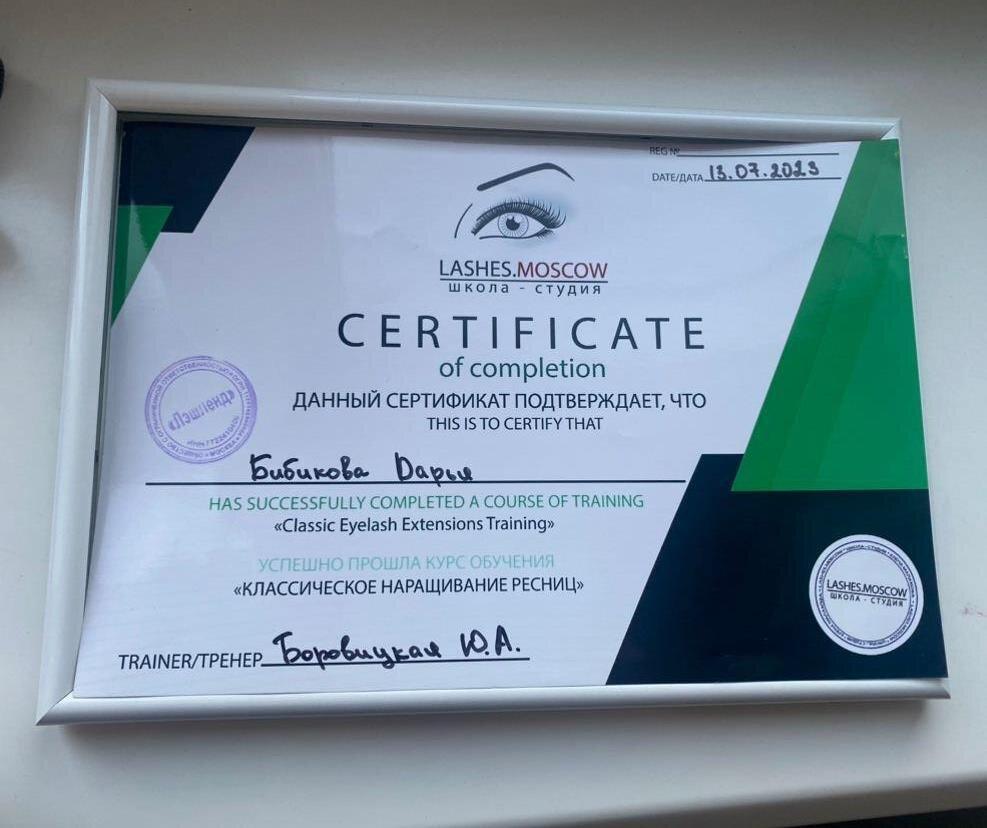 REG №
DATE/ДАТА 13.07.2023
LASHES.MOSCOW
школа - студия
CERTIFICATE
of completion
ДАННЫЙ СЕРТИФИКАТ ПОДТВЕРЖДАЕТ, ЧТО
THIS IS TO CERTIFY THAT
«Лэшленд»
Бибикова Дарья
HAS SUCCESSFULLY COMPLETED A COURSE OF TRAINING
«Classic Eyelash Extensions Training»
УСПЕШНО ПРОШЛА КУРС ОБУЧЕНИЯ
«КЛАССИЧЕСКОЕ НАРАЩИВАНИЕ РЕСНИЦ»
LASHES.MOSCOW
ШКОЛА - СТУДИЯ
TRAINER/ТРЕНЕР Боровицкая Ю.А.